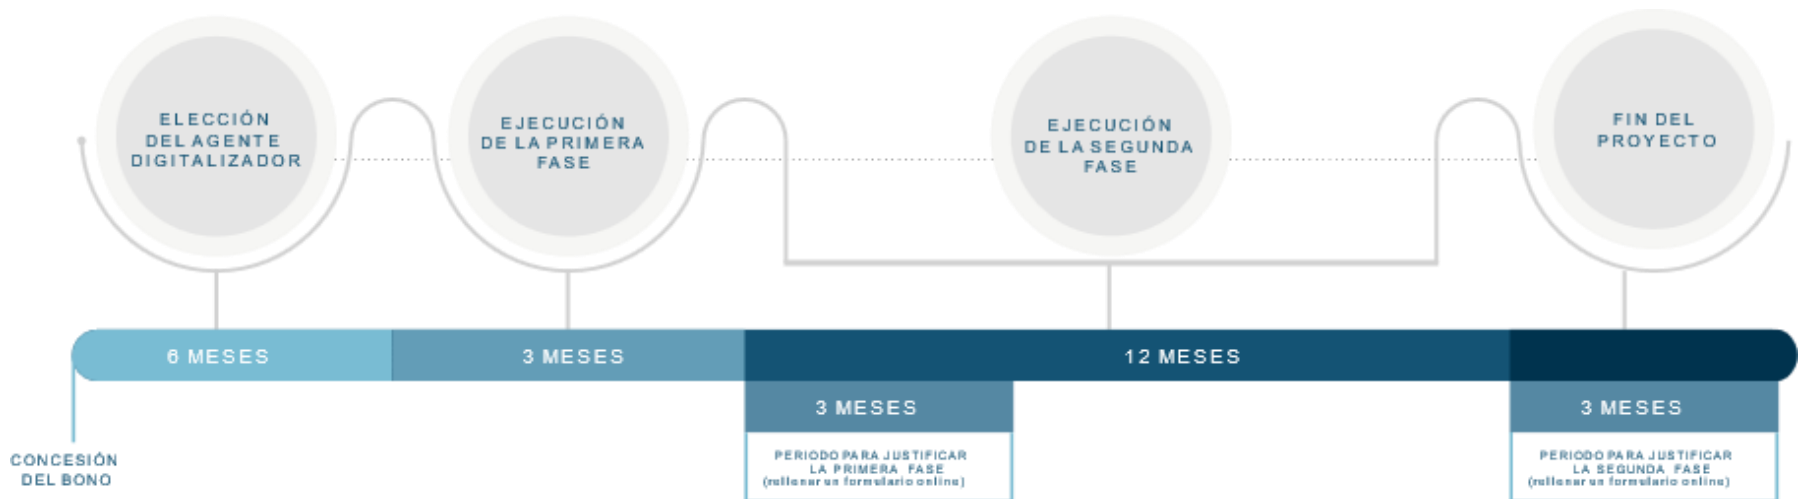 ELECCIÓN
DEL AGENTE
DIGITALIZADOR
EJECUCIÓN
DE LA PRIMERA
FASE
EJECUCIÓN
DE LA SEGUNDA
FASE
FIN DEL
PROYECTO
6 MESES
3 MESES
12 MESES
3 MESES
3 MESES
CONCESIÓN
DEL BONO
PERIODO PARA JUSTIFICAR
LA PRIMERA FASE
(rellenar un formulario online)
PERIODO PARA JUSTIFICAR
LA SEGUNDA FASE
(rellenar un formulario online)